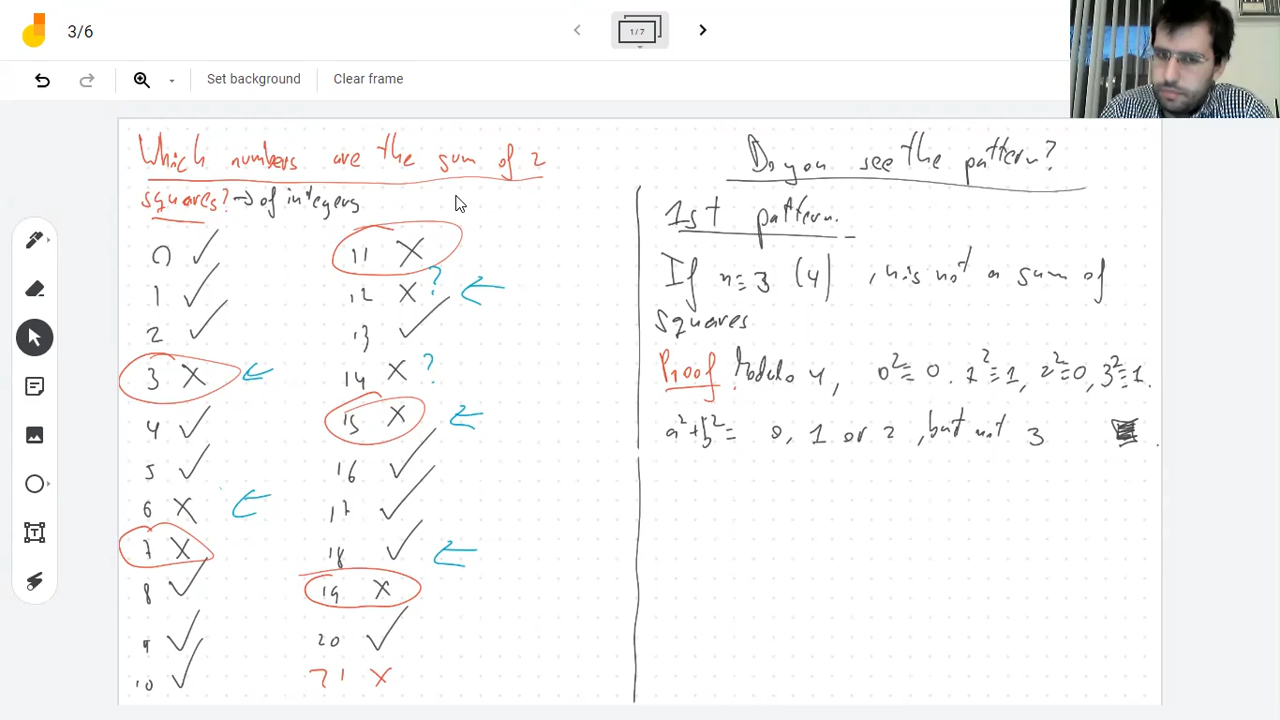 3/6
1/7
Set background
Clear frame
Which numbers are the sum of 2
squares? → of integers
0 ✓
1 ✓
2 ✓
3 X ←
4 ✓
5 ✓
6 X ←
7 X
8 ✓
9 ✓
10 ✓
11 X
12 X ? ←
13 ✓
14 X ?
15 X ←
16 ✓
17 ✓
18 ✓ ←
19 X
20 ✓
21 X
Do you see the pattern?
1st pattern.
If n≡3 (4), n is not a sum of
squares
Proof. Modulo 4, 0²≡0. 1²≡1, 2²≡0, 3²≡1.
a²+b²≡ 0, 1 or 2, but not 3